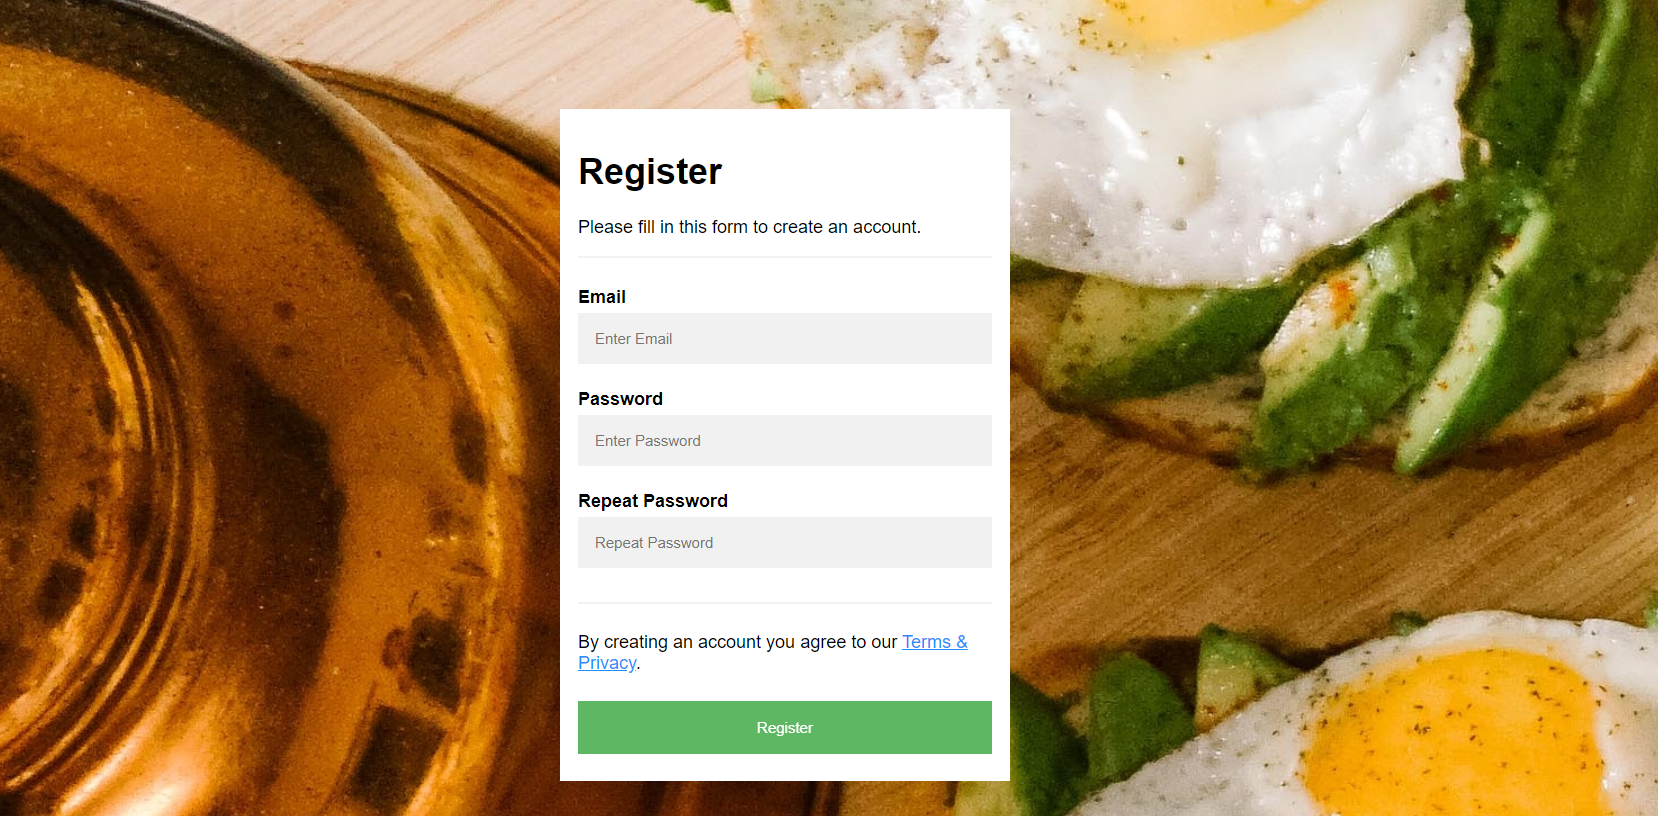 Register
Please fill in this form to create an account.
Email
Enter Email
Password
Enter Password
Repeat Password
Repeat Password
By creating an account you agree to our Terms &
Privacy.
Register